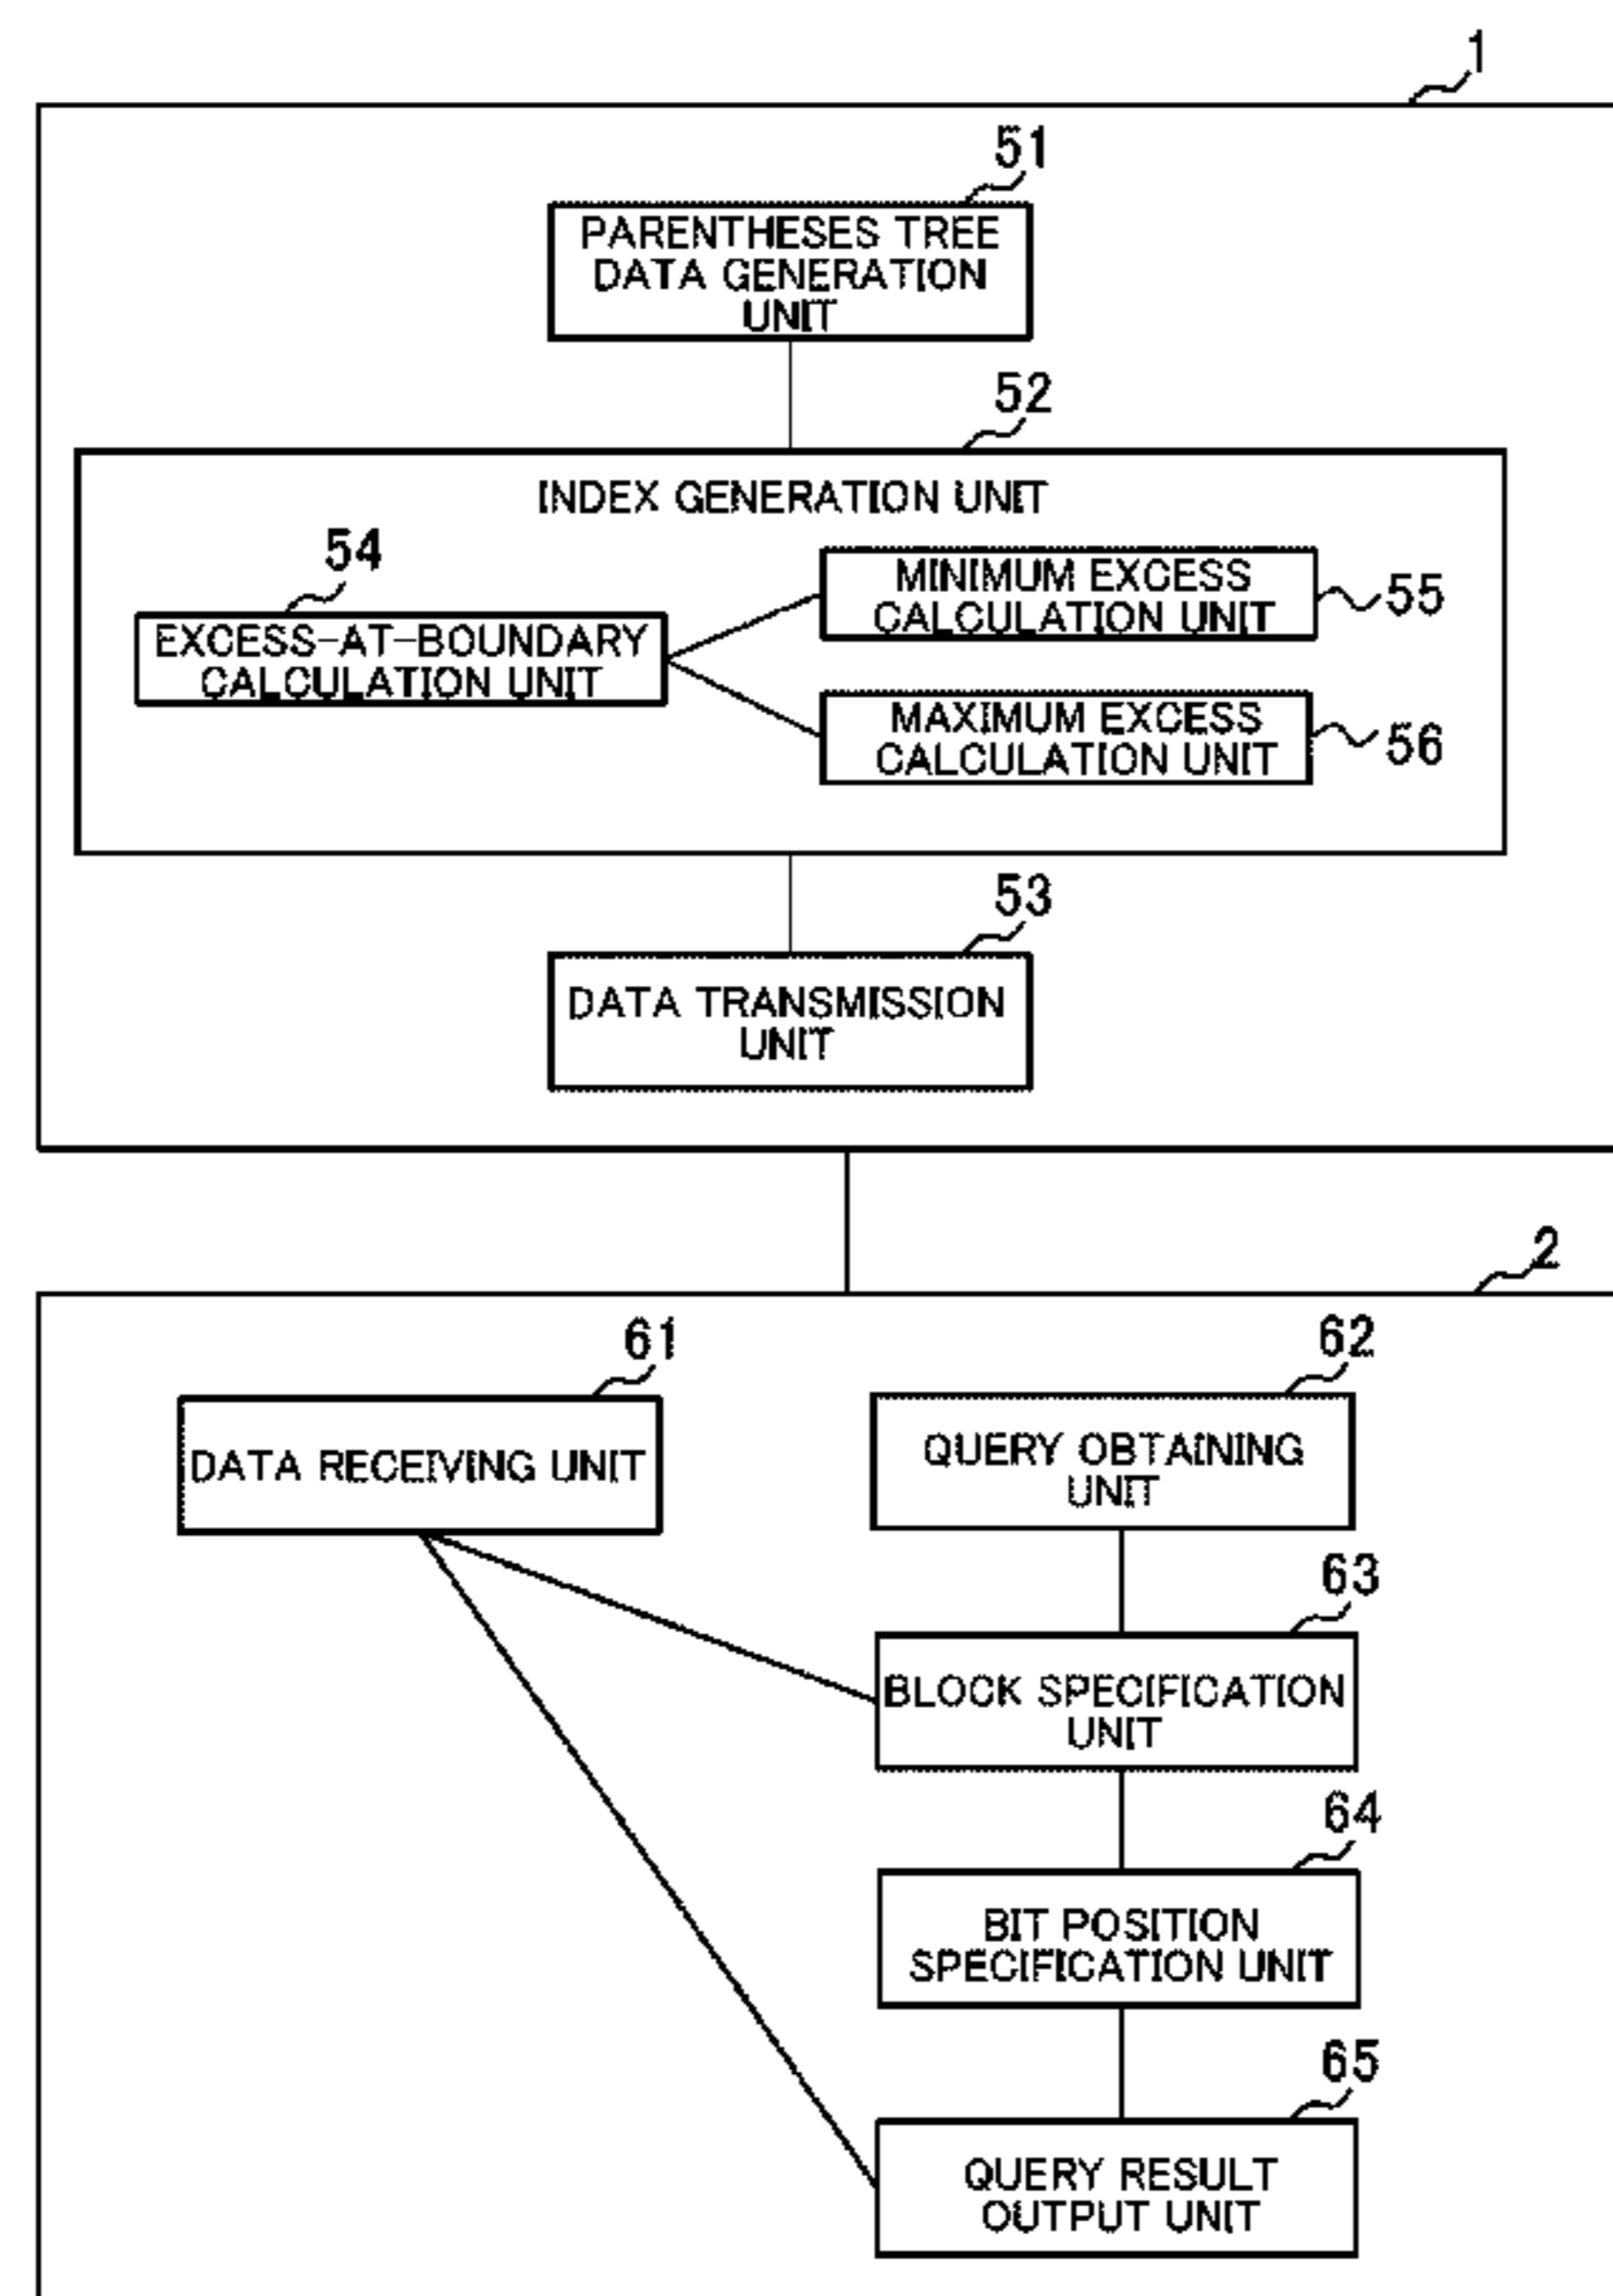 1
51
PARENTHESES TREE
DATA GENERATION
UNIT
52
INDEX GENERATION UNIT
54
EXCESS-AT-BOUNDARY
CALCULATION UNIT
MINIMUM EXCESS
CALCULATION UNIT
55
MAXIMUM EXCESS
CALCULATION UNIT
56
53
DATA TRANSMISSION
UNIT
2
61
DATA RECEIVING UNIT
62
QUERY OBTAINING
UNIT
63
BLOCK SPECIFICATION
UNIT
64
BIT POSITION
SPECIFICATION UNIT
65
QUERY RESULT
OUTPUT UNIT